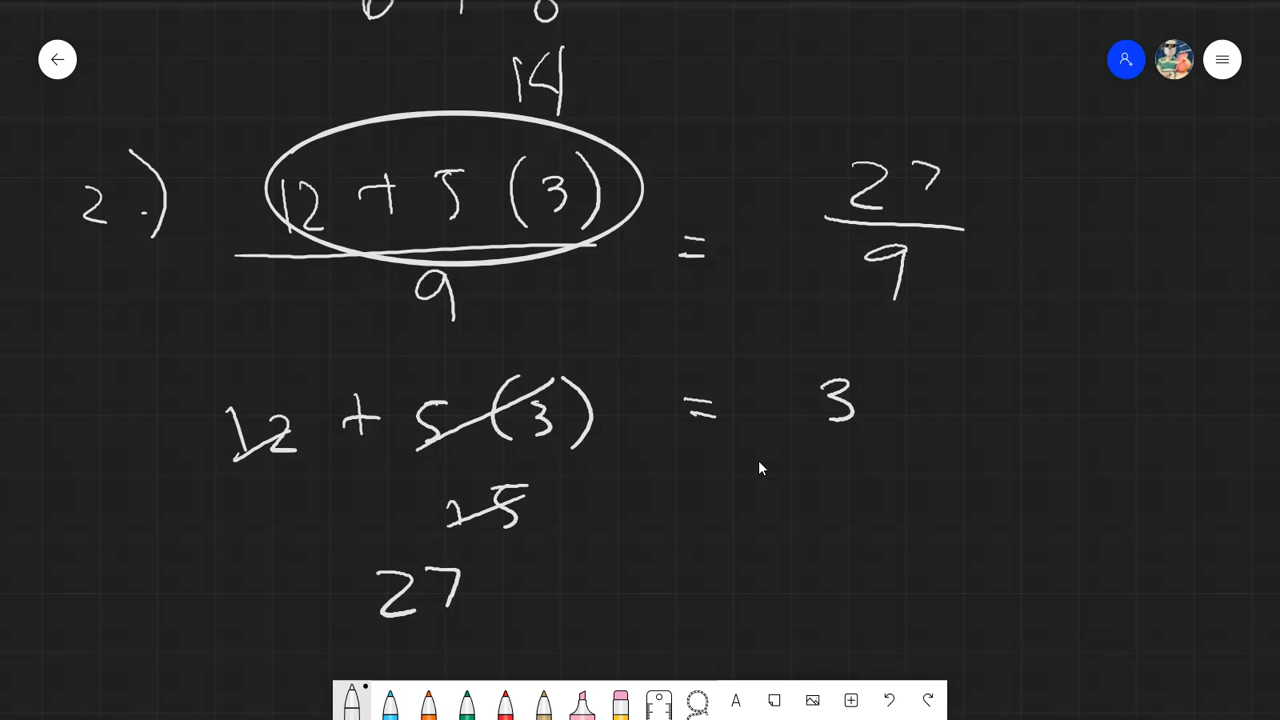 14
2.) 12 + 5 (3) / 9 = 27 / 9
12 + 5 (3) = 3
15
27
A